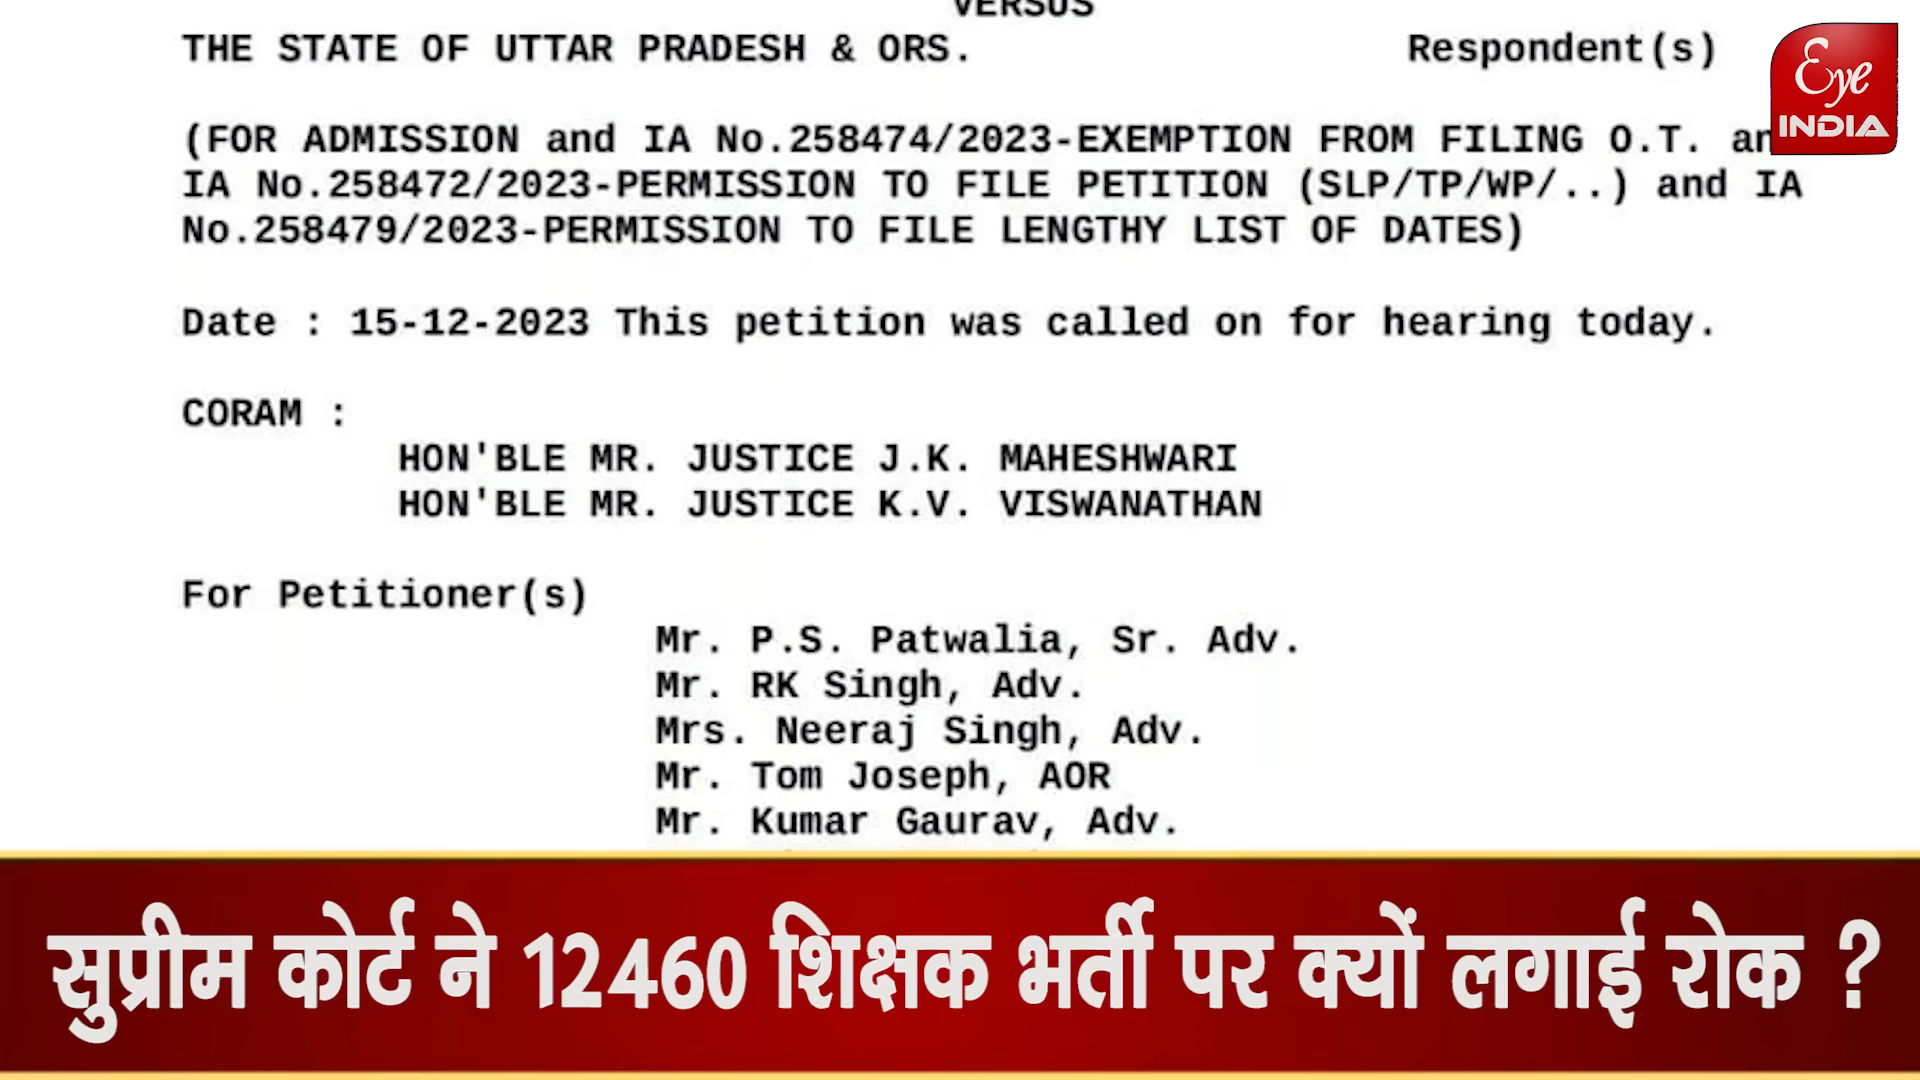 VERSUS
THE STATE OF UTTAR PRADESH & ORS. Respondent(s)
Eye
INDIA
(FOR ADMISSION and IA No.258474/2023-EXEMPTION FROM FILING O.T. an
IA No.258472/2023-PERMISSION TO FILE PETITION (SLP/TP/WP/..) and IA
No.258479/2023-PERMISSION TO FILE LENGTHY LIST OF DATES)
Date : 15-12-2023 This petition was called on for hearing today.
CORAM :
HON'BLE MR. JUSTICE J.K. MAHESHWARI
HON'BLE MR. JUSTICE K.V. VISWANATHAN
For Petitioner(s)
Mr. P.S. Patwalia, Sr. Adv.
Mr. RK Singh, Adv.
Mrs. Neeraj Singh, Adv.
Mr. Tom Joseph, AOR
Mr. Kumar Gaurav, Adv.
सुप्रीम कोर्ट ने 12460 शिक्षक भर्ती पर क्यों लगाई रोक ?